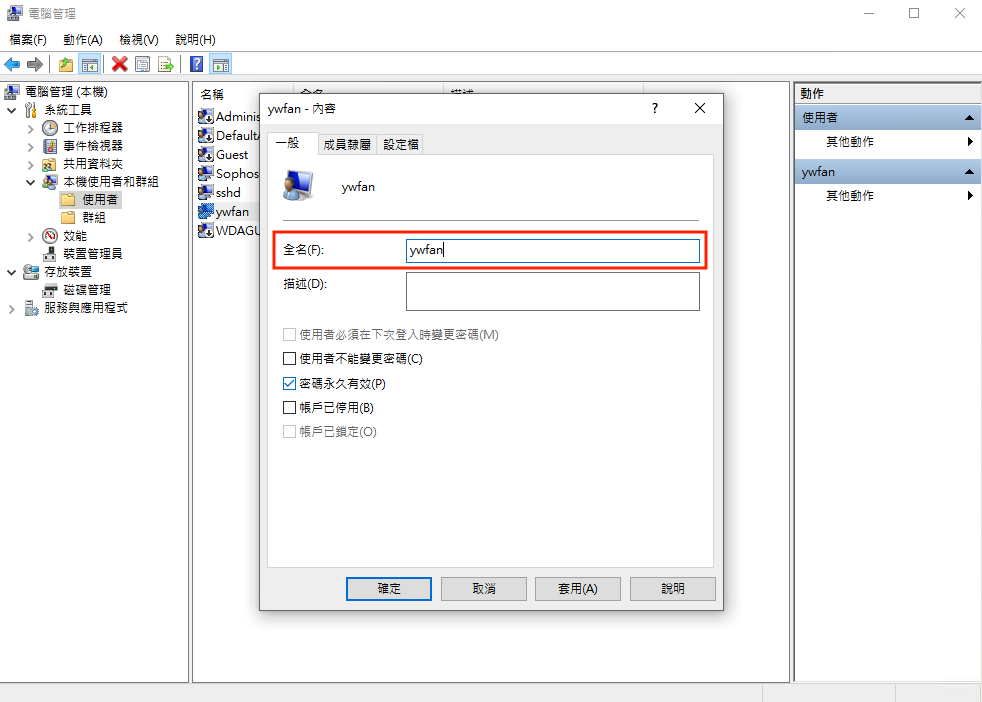 電腦管理
檔案(F) 動作(A) 檢視(V) 說明(H)
電腦管理 (本機)
系統工具
工作排程器
事件檢視器
共用資料夾
本機使用者和群組
使用者
群組
效能
裝置管理員
存放裝置
磁碟管理
服務與應用程式
名稱
Adminis
DefaultA
Guest
Sophos
sshd
ywfan
WDAGU
ywfan - 內容
一般 成員隸屬 設定檔
ywfan
全名(F): ywfan
描述(D):
使用者必須在下次登入時變更密碼(M)
使用者不能變更密碼(C)
密碼永久有效(P)
帳戶已停用(B)
帳戶已鎖定(O)
確定 取消 套用(A) 說明
動作
使用者
其他動作
ywfan
其他動作